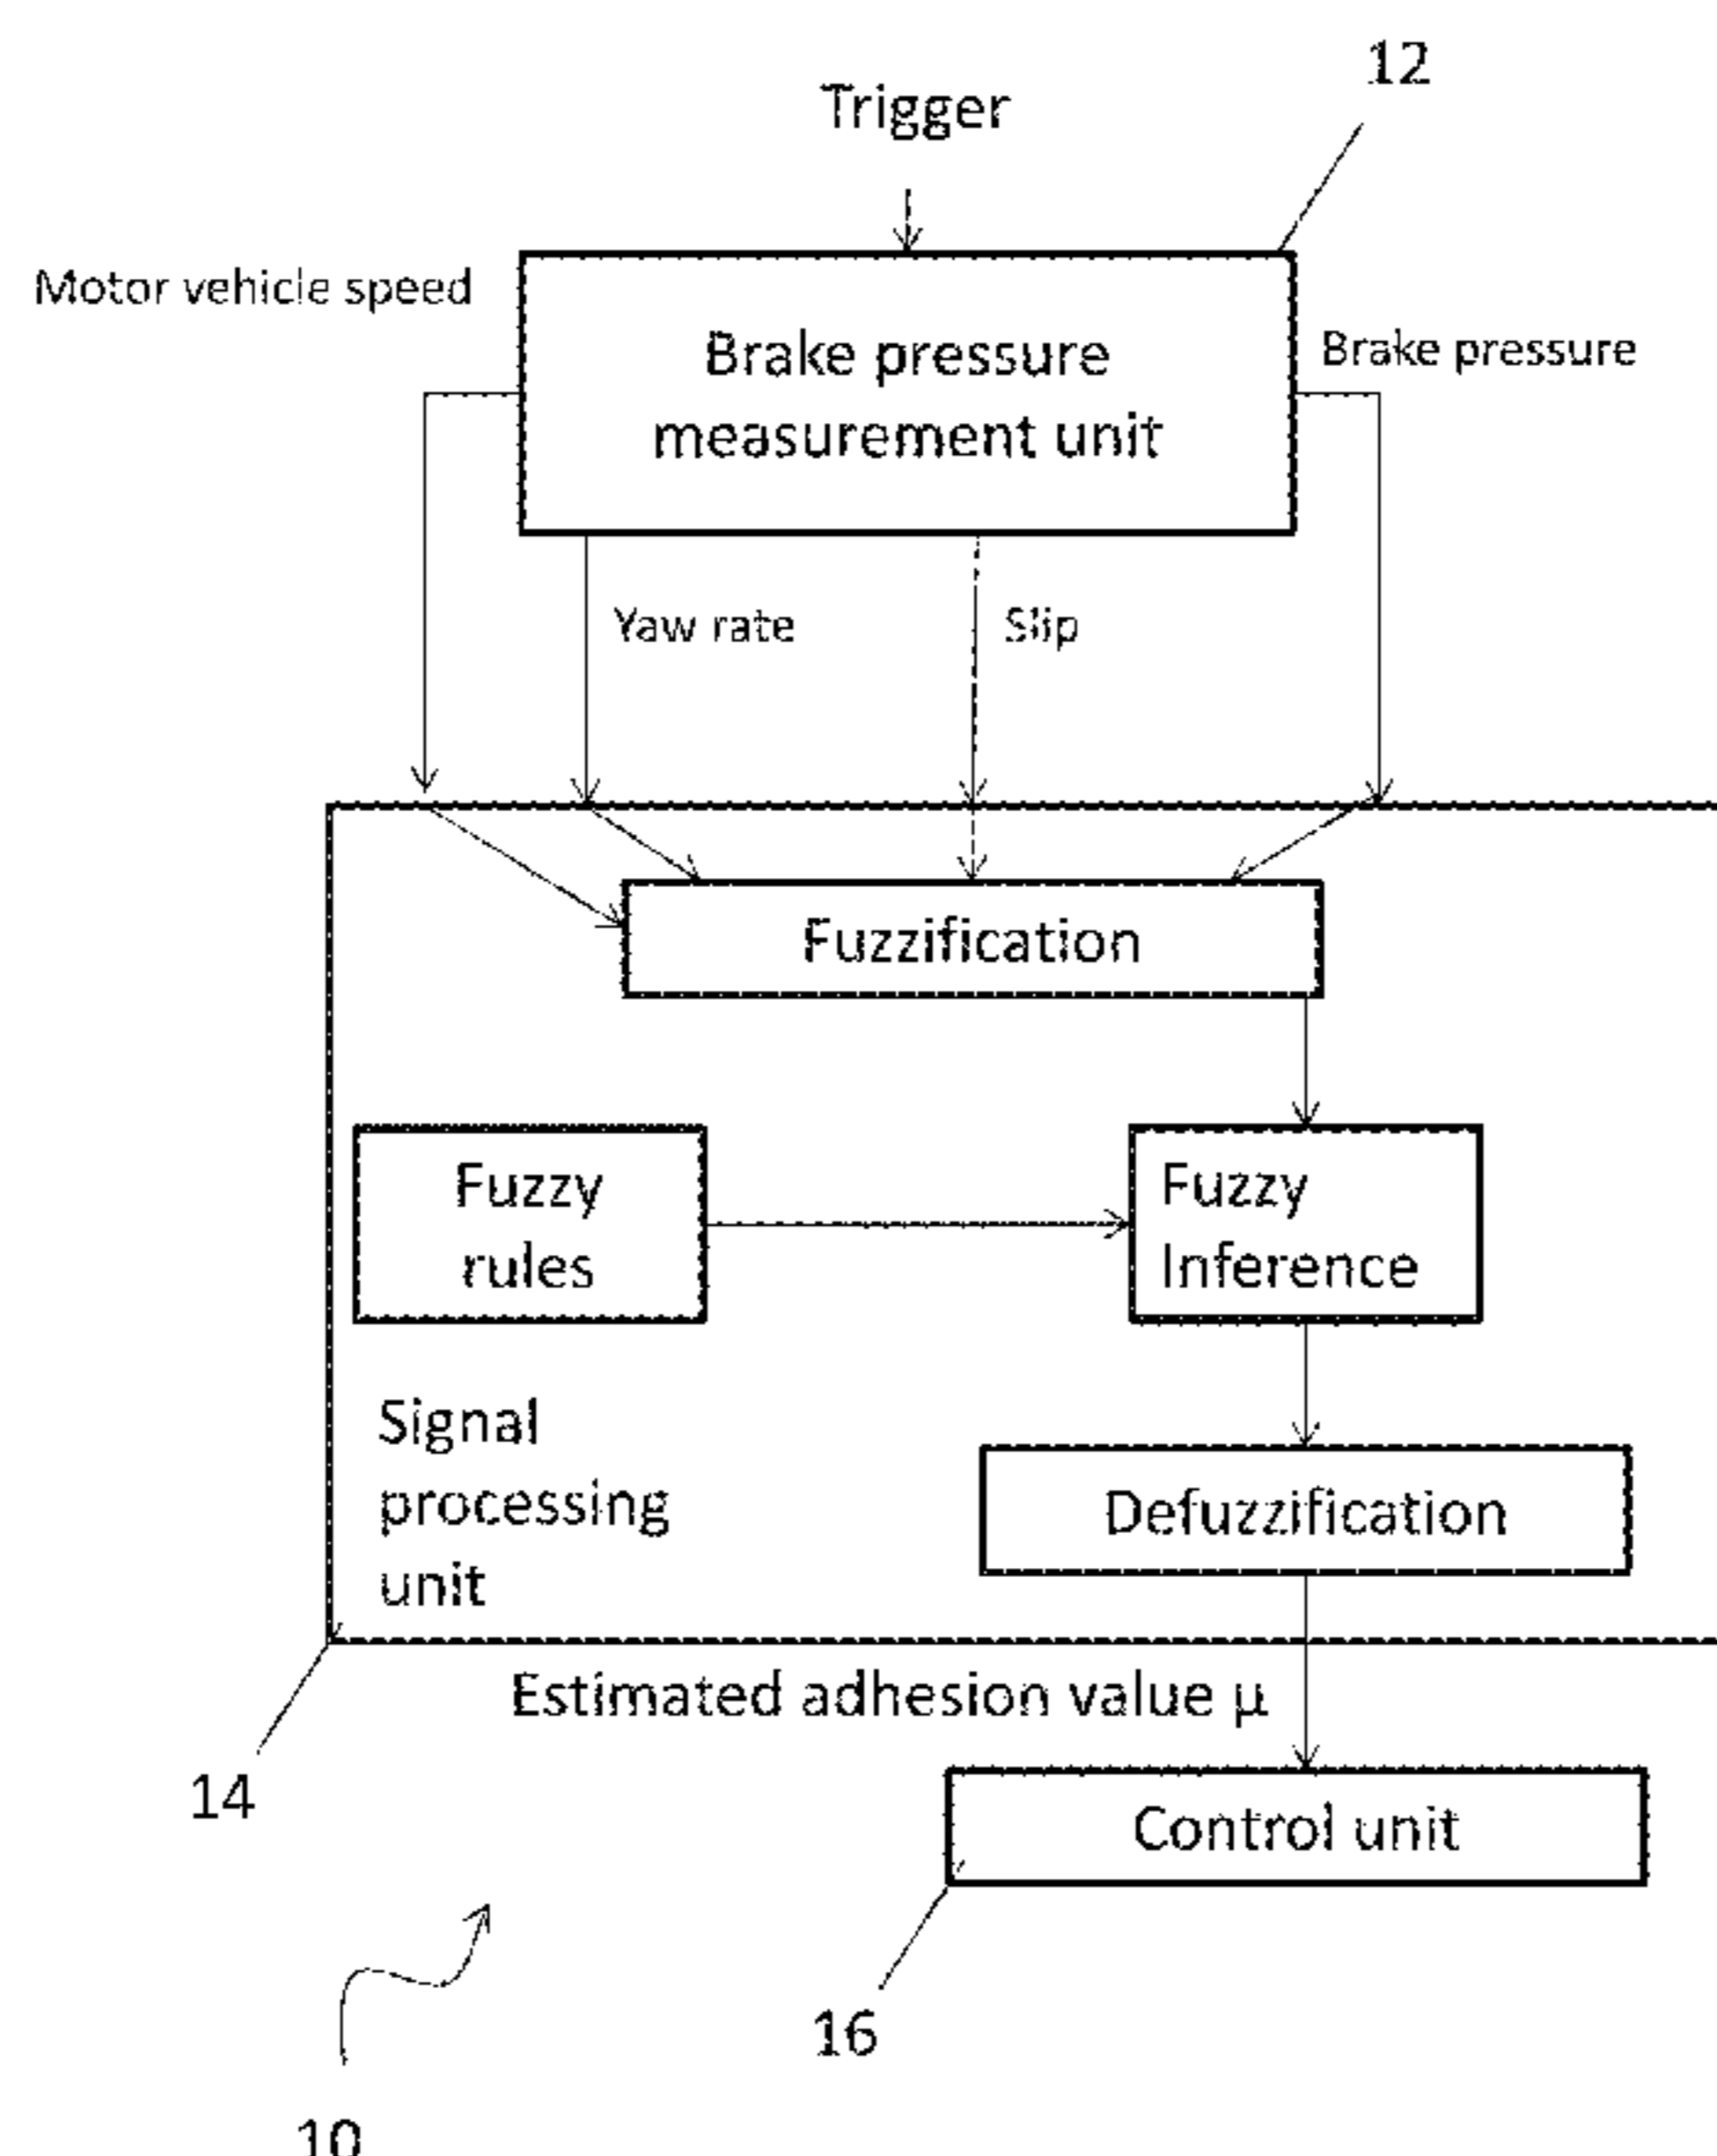 12
Trigger
Motor vehicle speed
Brake pressure
measurement unit
Brake pressure
Yaw rate
Slip
Fuzzification
Fuzzy
rules
Fuzzy
Inference
Signal
processing
unit
Defuzzification
Estimated adhesion value μ
14
Control unit
16
10